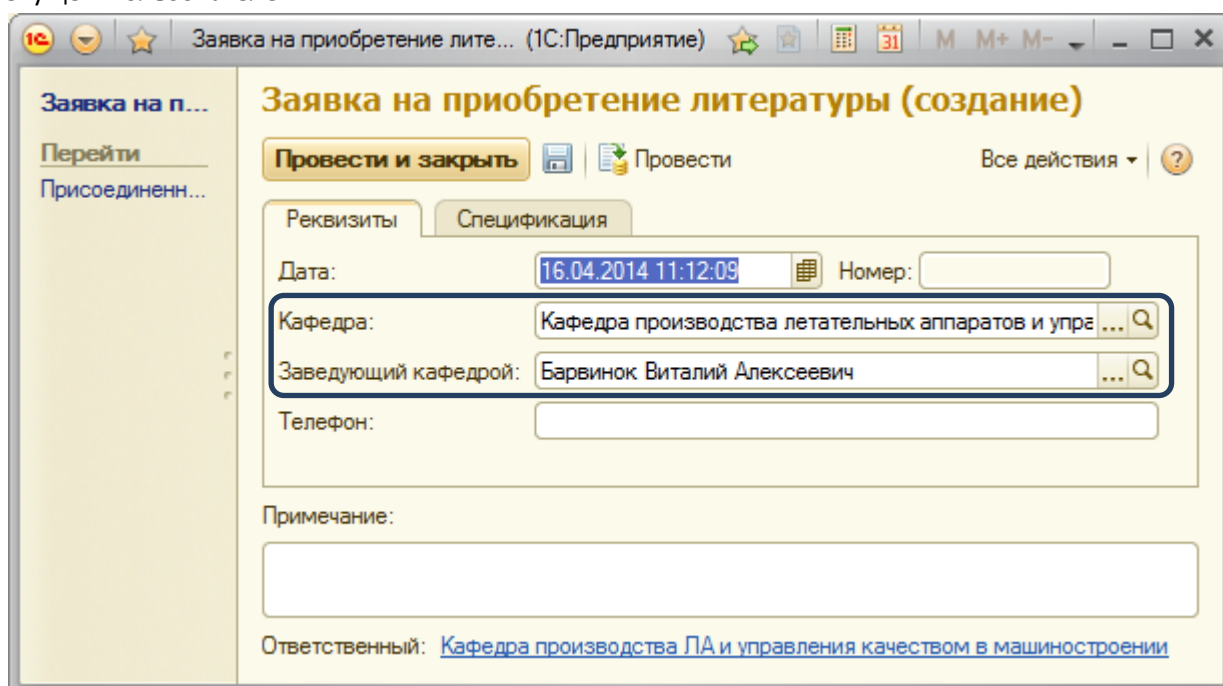 Заявка на приобретение лите... (1С:Предприятие) 31 M M+ M-
Заявка на п...
Перейти
Присоединенн...
Заявка на приобретение литературы (создание)
Провести и закрыть Провести Все действия ?
Реквизиты Спецификация
Дата: 16.04.2014 11:12:09 Номер:
Кафедра: Кафедра производства летательных аппаратов и упра ...
Заведующий кафедрой: Барвинок Виталий Алексеевич ...
Телефон:
Примечание:
Ответственный: Кафедра производства ЛА и управления качеством в машиностроении